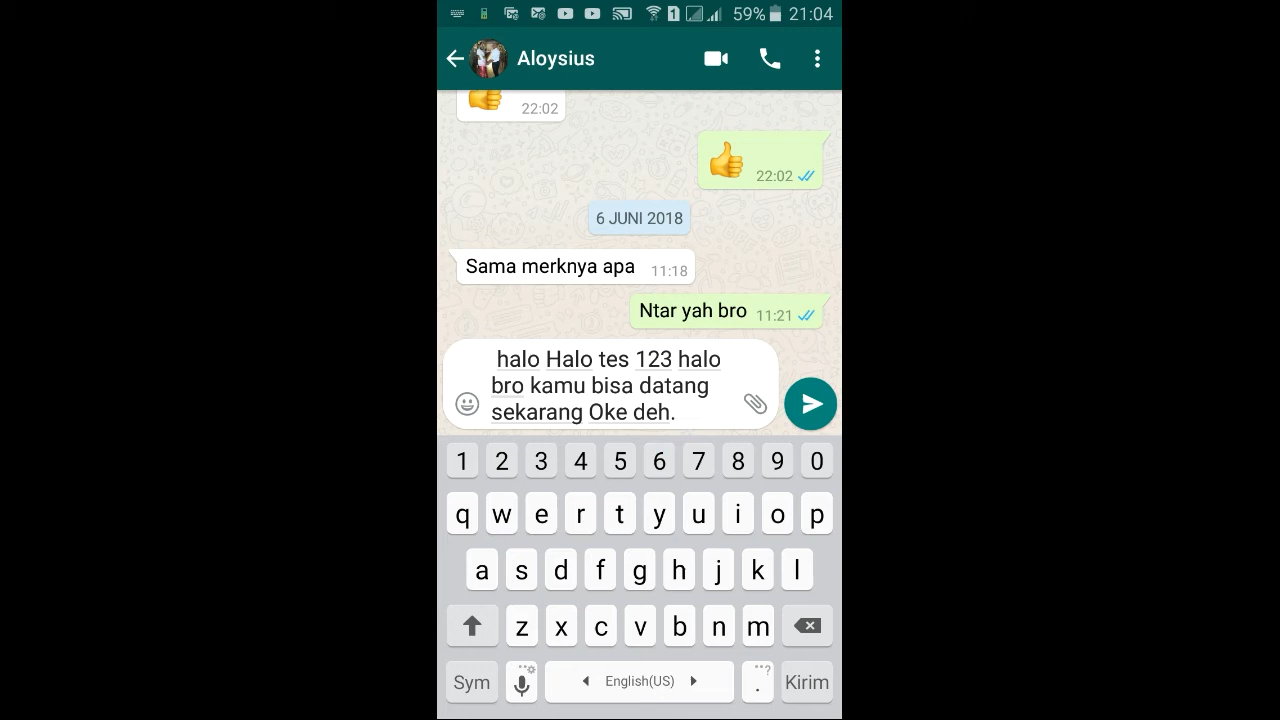 59% 21:04
Aloysius
22:02
22:02
6 JUNI 2018
Sama merknya apa 11:18
Ntar yah bro 11:21
halo Halo tes 123 halo
bro kamu bisa datang
sekarang Oke deh.
1 2 3 4 5 6 7 8 9 0
q w e r t y u i o p
a s d f g h j k l
z x c v b n m
Sym English(US) . Kirim